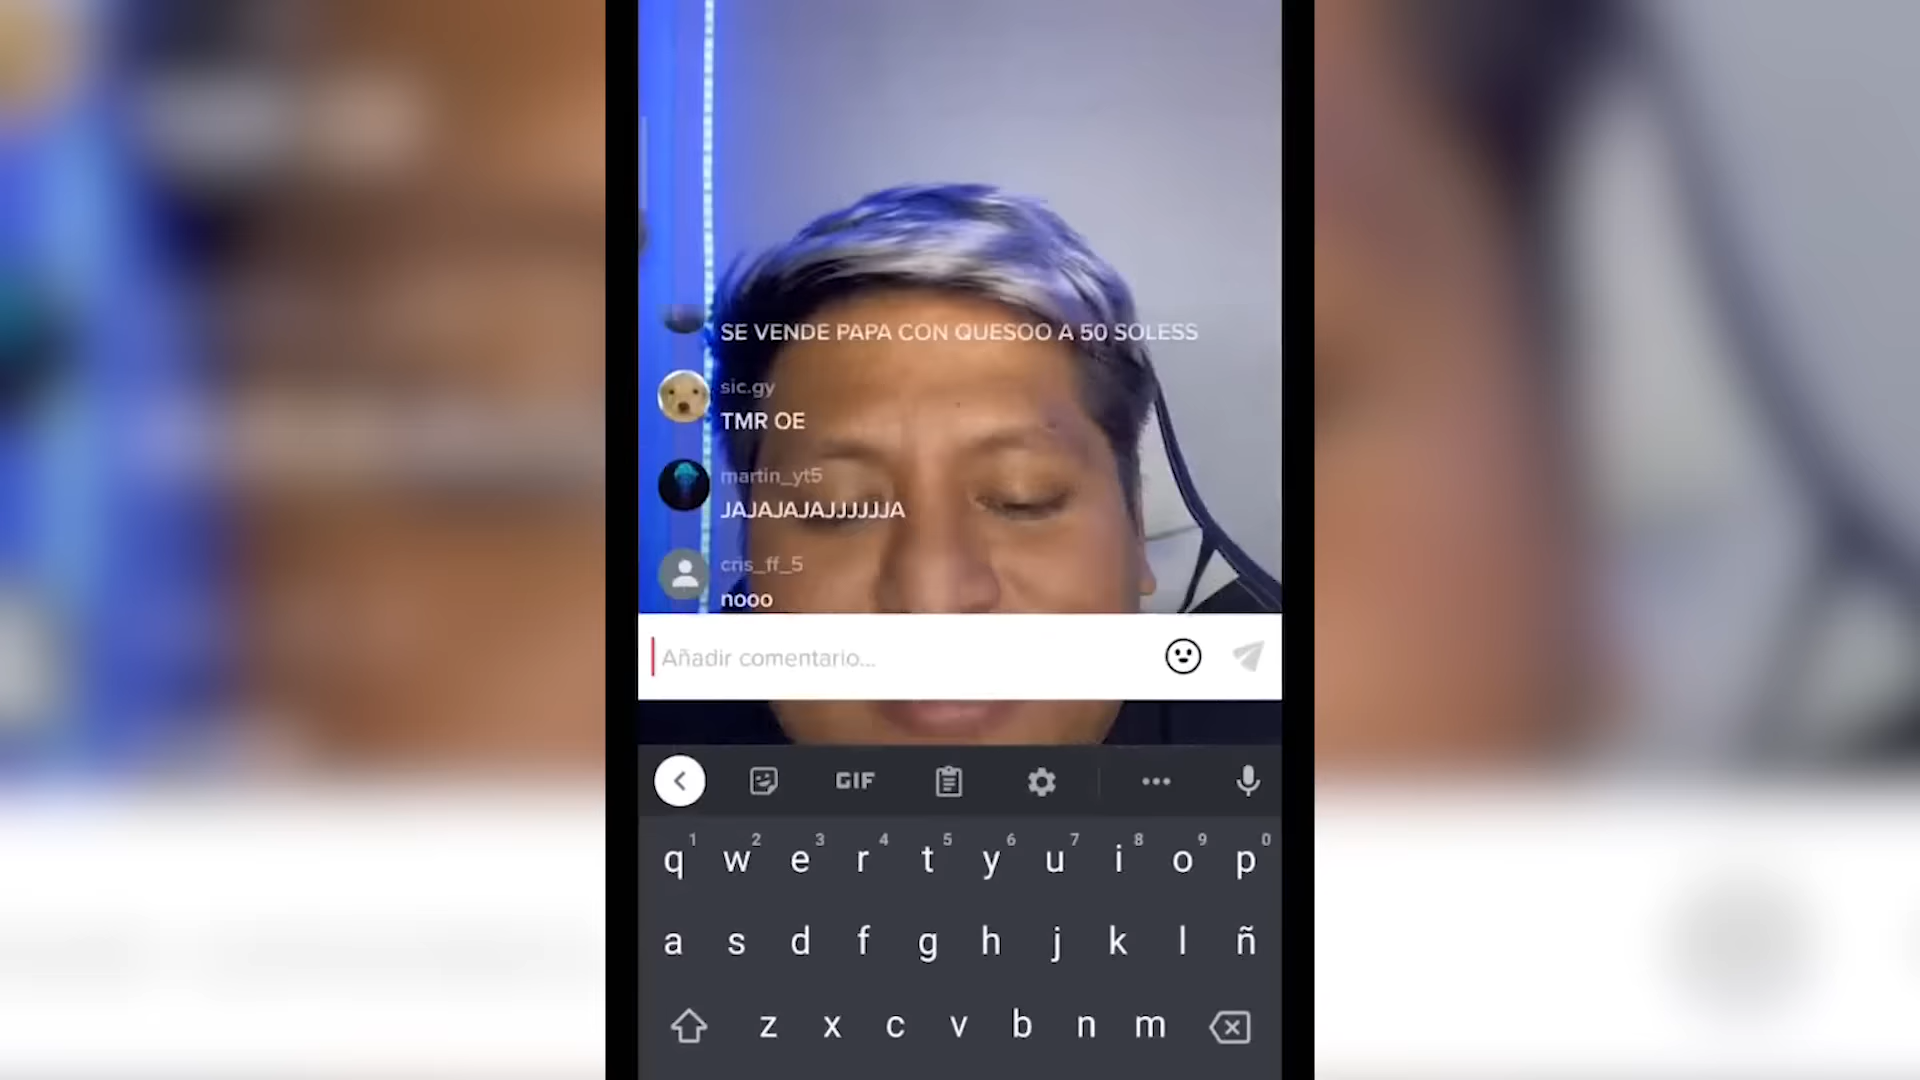 SE VENDE PAPA CON QUESOO A 50 SOLESS
sic.gy
TMR OE
martin_yt5
JAJAJAJAJJJJJJA
cris_ff_5
nooo
Añadir comentario...
GIF
1 2 3 4 5 6 7 8 9 0
q w e r t y u i o p
a s d f g h j k l ñ
z x c v b n m